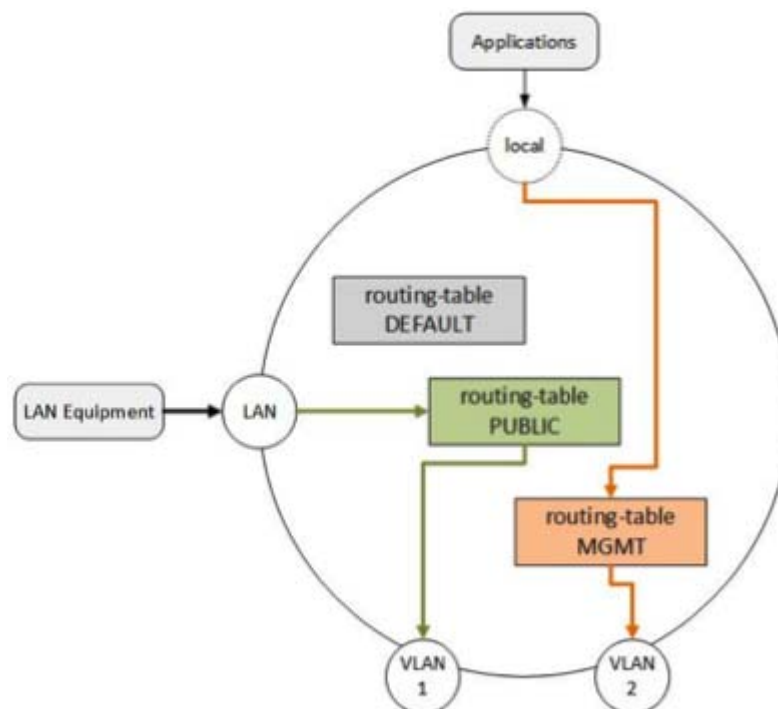 Applications
local
routing-table
DEFAULT
LAN Equipment
LAN
routing-table
PUBLIC
routing-table
MGMT
VLAN
1
VLAN
2